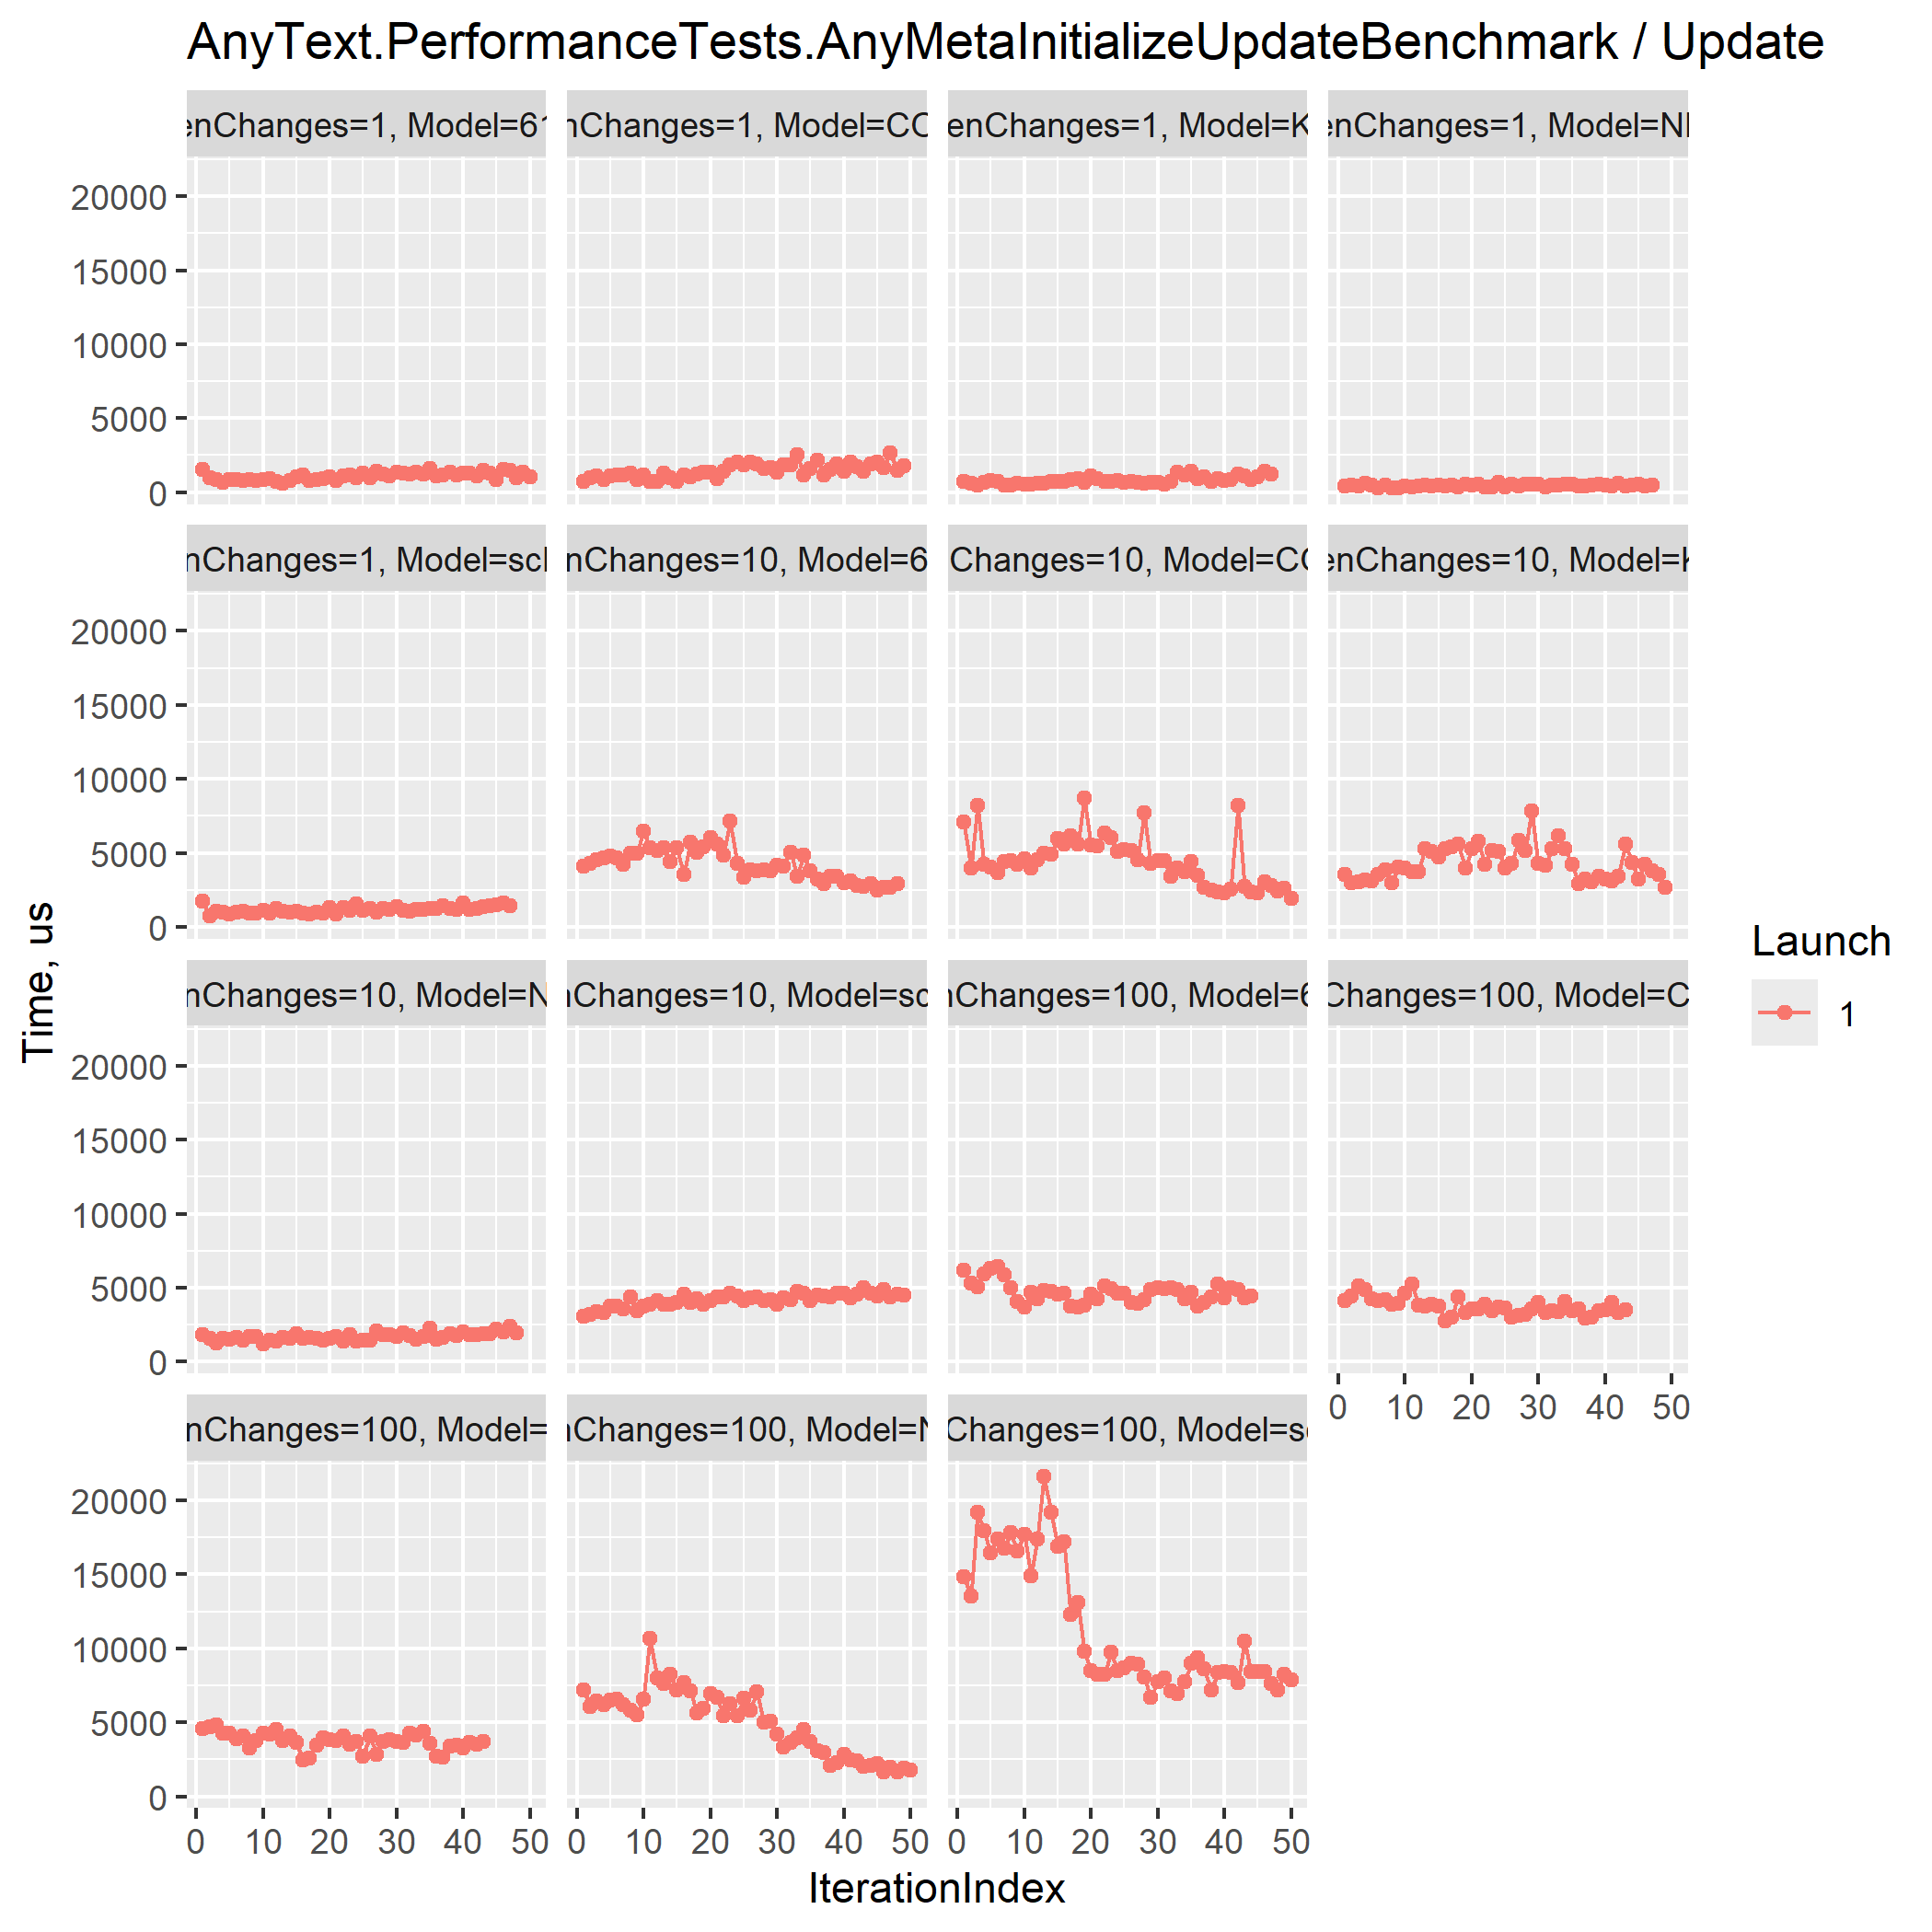 AnyText.PerformanceTests.AnyMetaInitializeUpdateBenchmark / Update
enChanges=1, Model=61
nChanges=1, Model=CO
enChanges=1, Model=K
enChanges=1, Model=N
20000
15000
10000
5000
0
nChanges=1, Model=scl
nChanges=10, Model=6
Changes=10, Model=CO
enChanges=10, Model=K
20000
15000
10000
5000
0
nChanges=10, Model=N
nChanges=10, Model=sc
nChanges=100, Model=6
Changes=100, Model=C
20000
15000
10000
5000
0
0 10 20 30 40 50
nChanges=100, Model=
nChanges=100, Model=N
Changes=100, Model=s
20000
15000
10000
5000
0
0 10 20 30 40 50
0 10 20 30 40 50
0 10 20 30 40 50
IterationIndex
Time, us
Launch
1